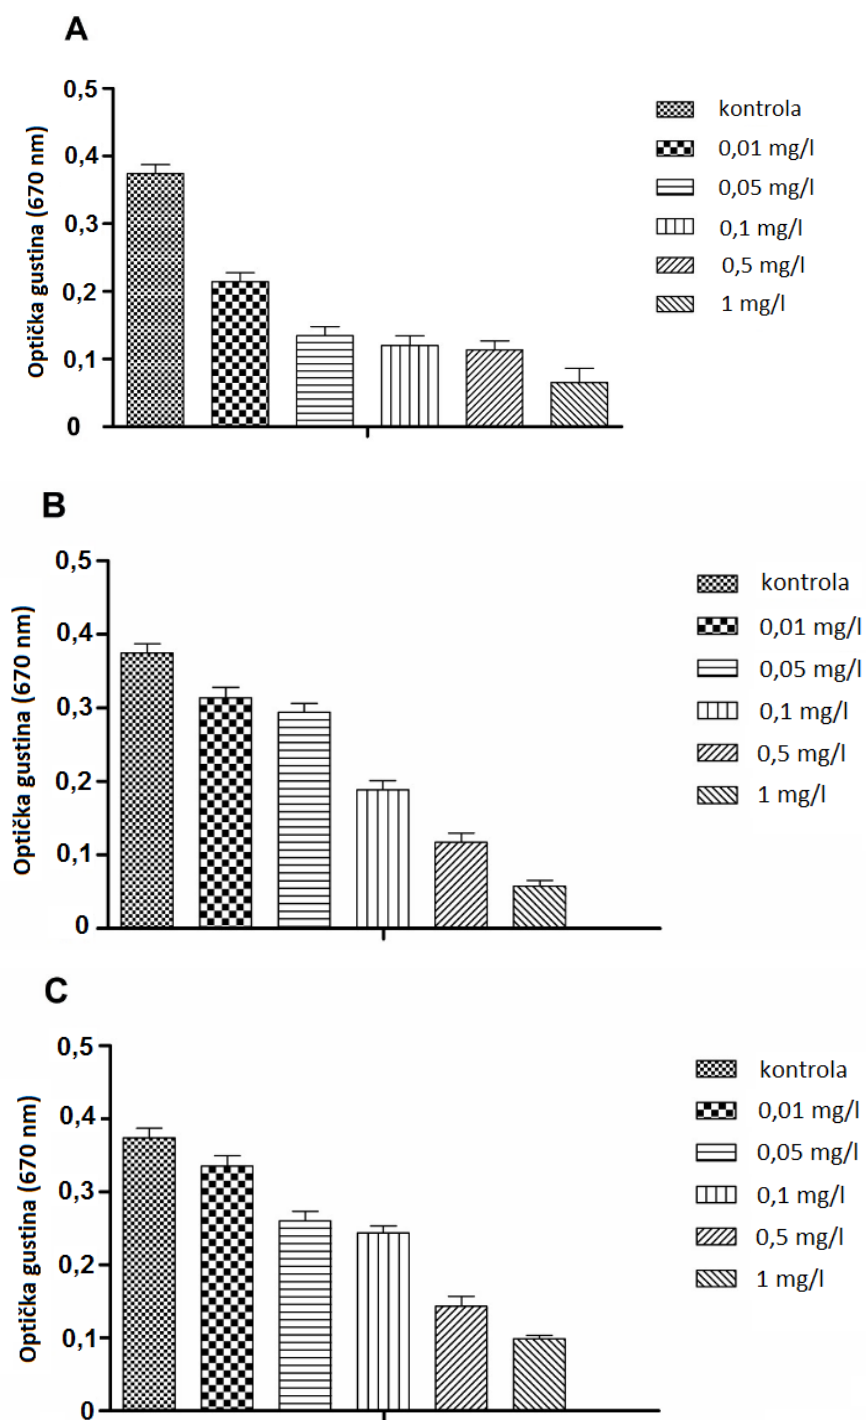 A
Optička gustina (670 nm)
0,5
0,4
0,3
0,2
0,1
0
kontrola
0,01 mg/l
0,05 mg/l
0,1 mg/l
0,5 mg/l
1 mg/l
B
Optička gustina (670 nm)
0,5
0,4
0,3
0,2
0,1
0
kontrola
0,01 mg/l
0,05 mg/l
0,1 mg/l
0,5 mg/l
1 mg/l
C
Optička gustina (670 nm)
0,5
0,4
0,3
0,2
0,1
0
kontrola
0,01 mg/l
0,05 mg/l
0,1 mg/l
0,5 mg/l
1 mg/l